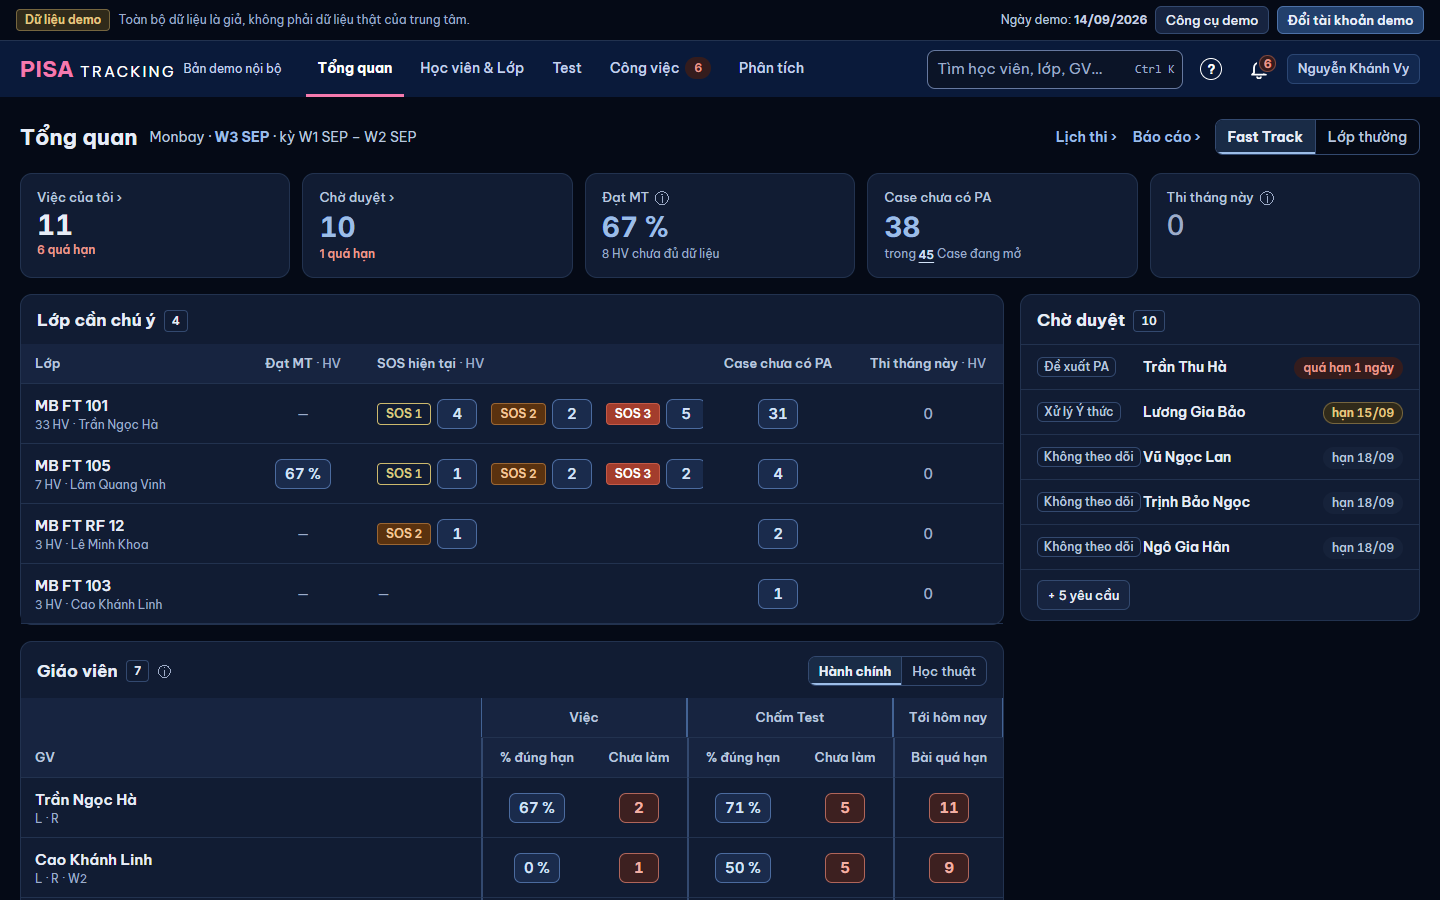 Dữ liệu demo Toàn bộ dữ liệu là giả, không phải dữ liệu thật của trung tâm. Ngày demo: 14/09/2026 Công cụ demo Đổi tài khoản demo
PISA TRACKING Bản demo nội bộ Tổng quan Học viên & Lớp Test Công việc 6 Phân tích Tìm học viên, lớp, GV... Ctrl K ? 6 Nguyễn Khánh Vy
Tổng quan Monbay · W3 SEP · kỳ W1 SEP – W2 SEP Lịch thi › Báo cáo › Fast Track Lớp thường
Việc của tôi ›
11
6 quá hạn
Chờ duyệt ›
10
1 quá hạn
Đạt MT ⓘ
67 %
8 HV chưa đủ dữ liệu
Case chưa có PA
38
trong 45 Case đang mở
Thi tháng này ⓘ
0
Lớp cần chú ý 4
Lớp Đạt MT · HV SOS hiện tại · HV Case chưa có PA Thi tháng này · HV
MB FT 101 — SOS 1 4 SOS 2 2 SOS 3 5 31 0
33 HV · Trần Ngọc Hà
MB FT 105 67 % SOS 1 1 SOS 2 2 SOS 3 2 4 0
7 HV · Lâm Quang Vinh
MB FT RF 12 — SOS 2 1 2 0
3 HV · Lê Minh Khoa
MB FT 103 — — 1 0
3 HV · Cao Khánh Linh
Chờ duyệt 10
Đề xuất PA Trần Thu Hà quá hạn 1 ngày
Xử lý Ý thức Lương Gia Bảo hạn 15/09
Không theo dõi Vũ Ngọc Lan hạn 18/09
Không theo dõi Trịnh Bảo Ngọc hạn 18/09
Không theo dõi Ngô Gia Hân hạn 18/09
+ 5 yêu cầu
Giáo viên 7 ⓘ Hành chính Học thuật
Việc Chấm Test Tới hôm nay
GV % đúng hạn Chưa làm % đúng hạn Chưa làm Bài quá hạn
Trần Ngọc Hà 67 % 2 71 % 5 11
L · R
Cao Khánh Linh 0 % 1 50 % 5 9
L · R · W2